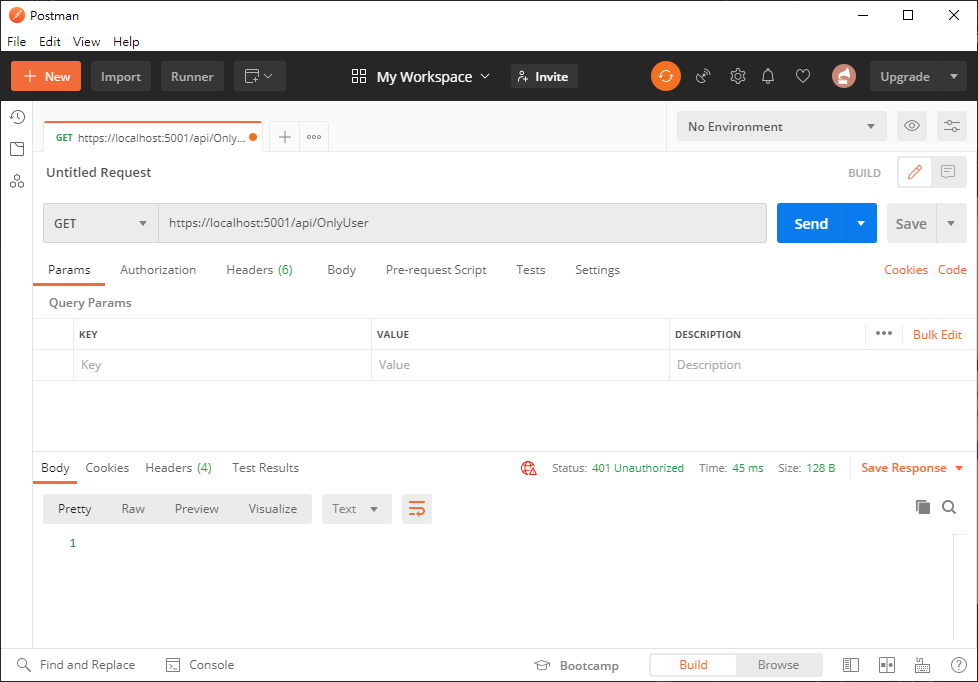 Postman
File Edit View Help
New Import Runner My Workspace Invite Upgrade
GET https://localhost:5001/api/Only...
No Environment
Untitled Request
BUILD
GET https://localhost:5001/api/OnlyUser Send Save
Params Authorization Headers (6) Body Pre-request Script Tests Settings Cookies Code
Query Params
KEY VALUE DESCRIPTION Bulk Edit
Key Value Description
Body Cookies Headers (4) Test Results Status: 401 Unauthorized Time: 45 ms Size: 128 B Save Response
Pretty Raw Preview Visualize Text
1
Find and Replace Console Bootcamp Build Browse